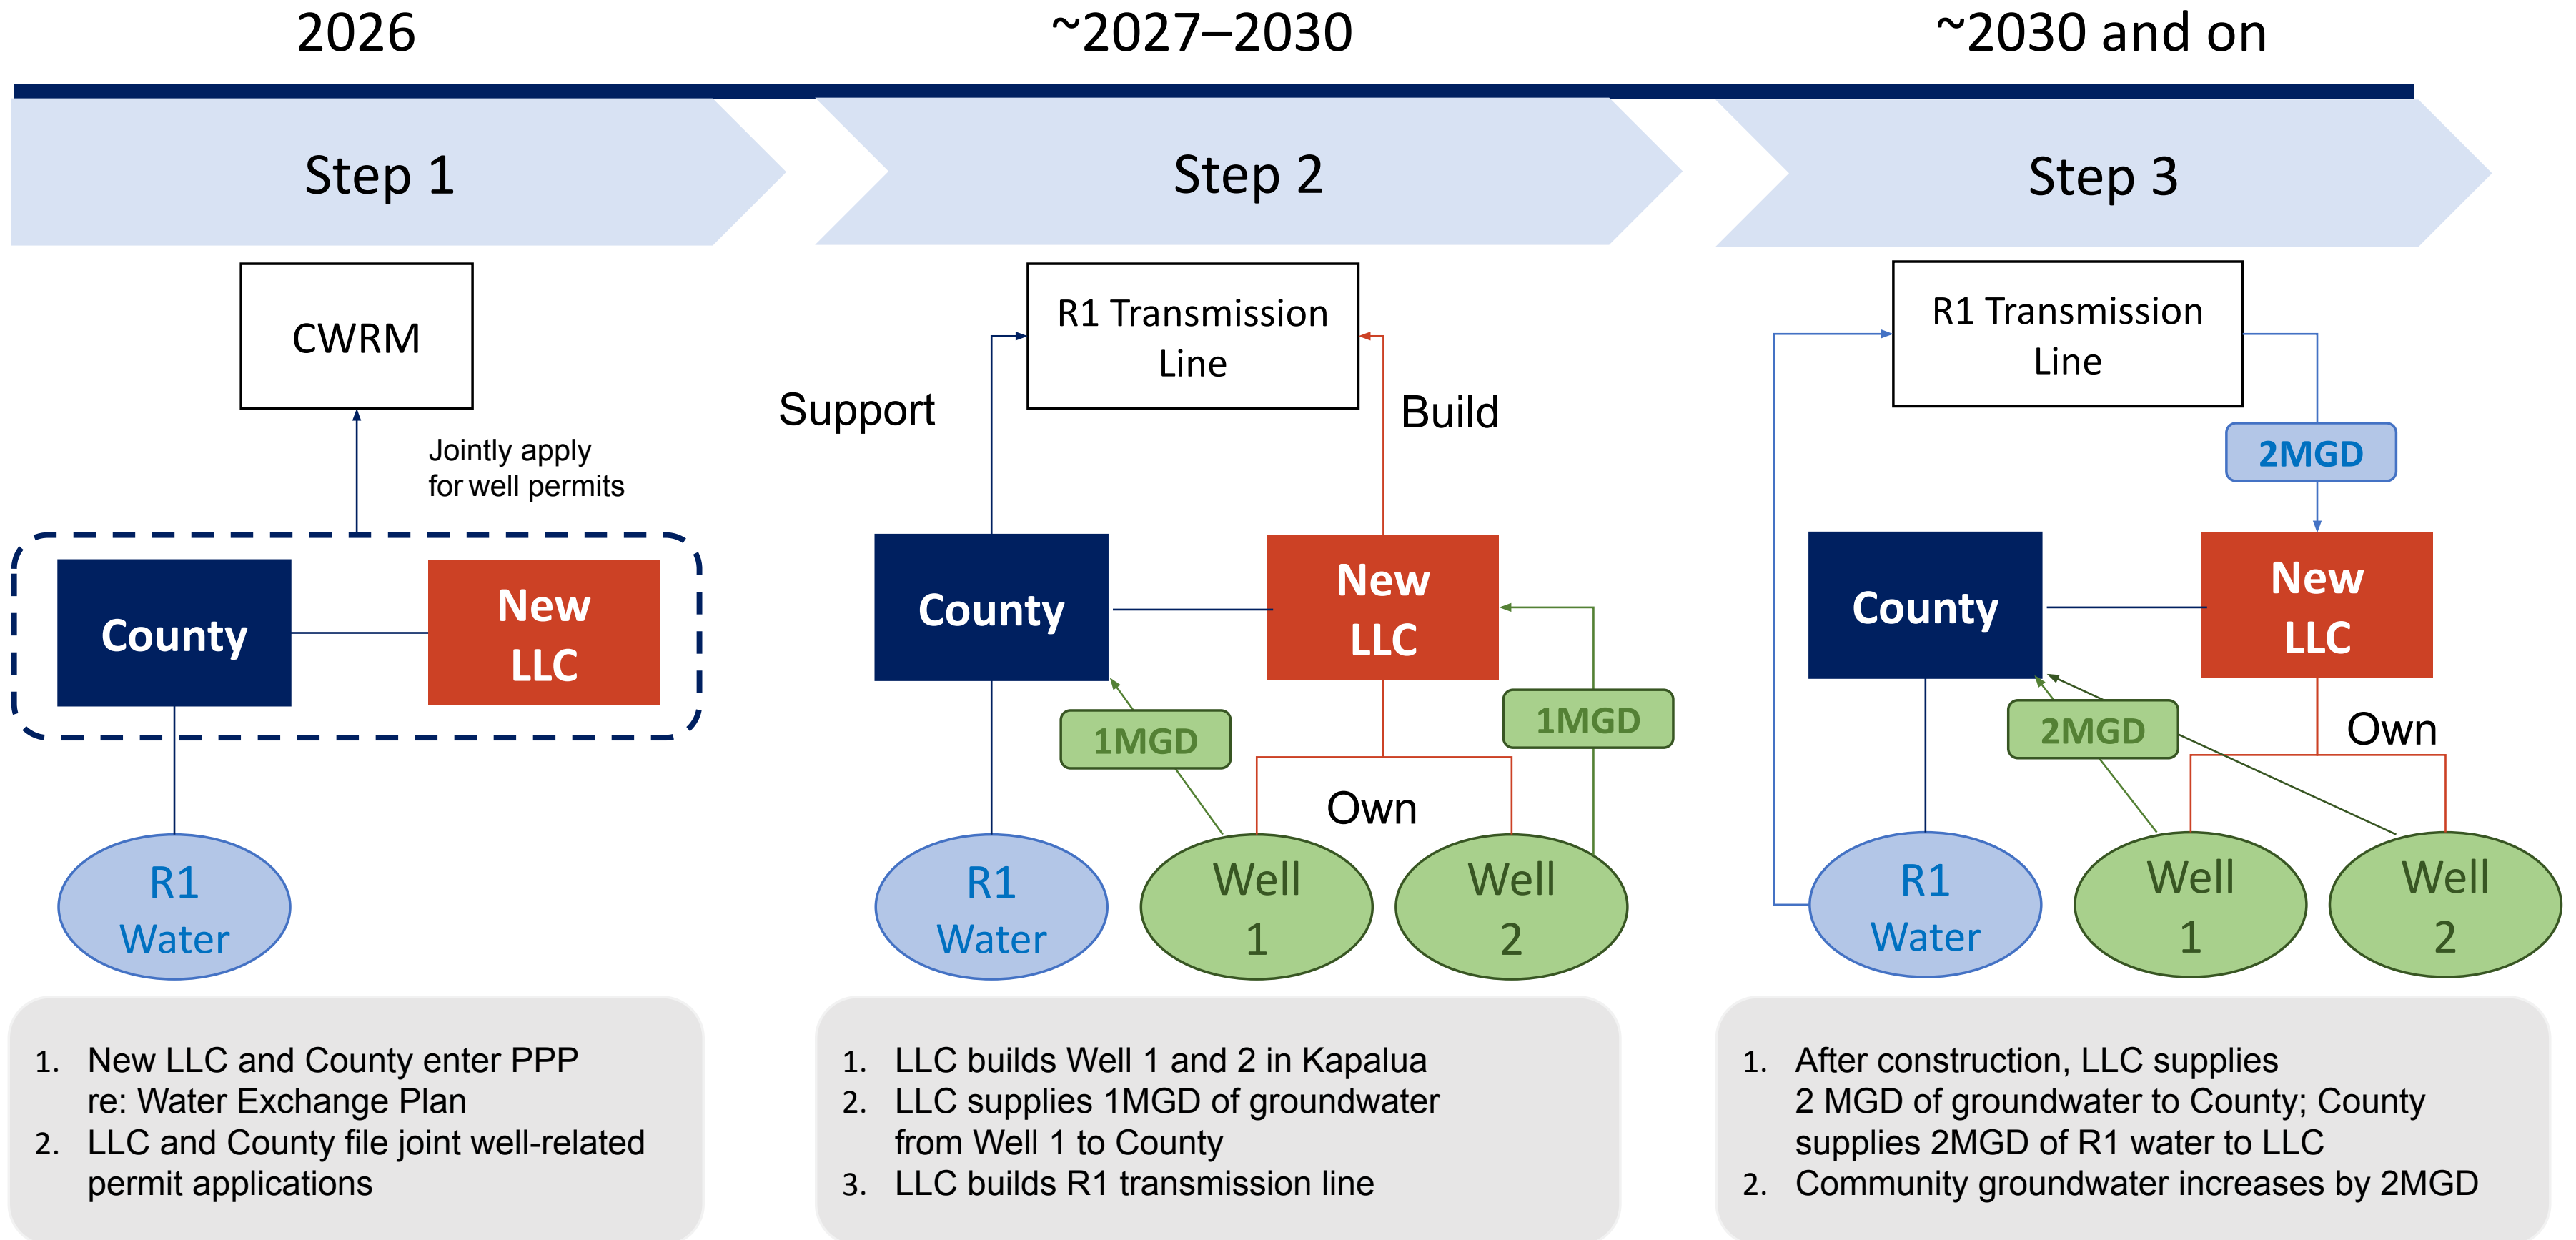 2026
~2027–2030
~2030 and on
Step 1
Step 2
Step 3
CWRM
Jointly apply
for well permits
County
New
LLC
R1
Water
1. New LLC and County enter PPP
re: Water Exchange Plan
2. LLC and County file joint well-related
permit applications
R1 Transmission
Line
Support
Build
County
New
LLC
1MGD
1MGD
Own
R1
Water
Well
1
Well
2
1. LLC builds Well 1 and 2 in Kapalua
2. LLC supplies 1MGD of groundwater
from Well 1 to County
3. LLC builds R1 transmission line
R1 Transmission
Line
2MGD
County
New
LLC
2MGD
Own
R1
Water
Well
1
Well
2
1. After construction, LLC supplies
2 MGD of groundwater to County; County
supplies 2MGD of R1 water to LLC
2. Community groundwater increases by 2MGD